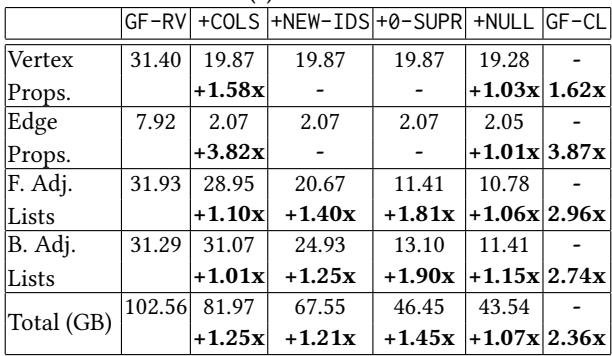 GF-RV +COLS +NEW-IDS +0-SUPR +NULL GF-CL
Vertex 31.40 19.87 19.87 19.87 19.28 -
Props. +1.58x - - +1.03x 1.62x
Edge 7.92 2.07 2.07 2.07 2.05 -
Props. +3.82x - - +1.01x 3.87x
F. Adj. 31.93 28.95 20.67 11.41 10.78 -
Lists +1.10x +1.40x +1.81x +1.06x 2.96x
B. Adj. 31.29 31.07 24.93 13.10 11.41 -
Lists +1.01x +1.25x +1.90x +1.15x 2.74x
Total (GB) 102.56 81.97 67.55 46.45 43.54 -
+1.25x +1.21x +1.45x +1.07x 2.36x